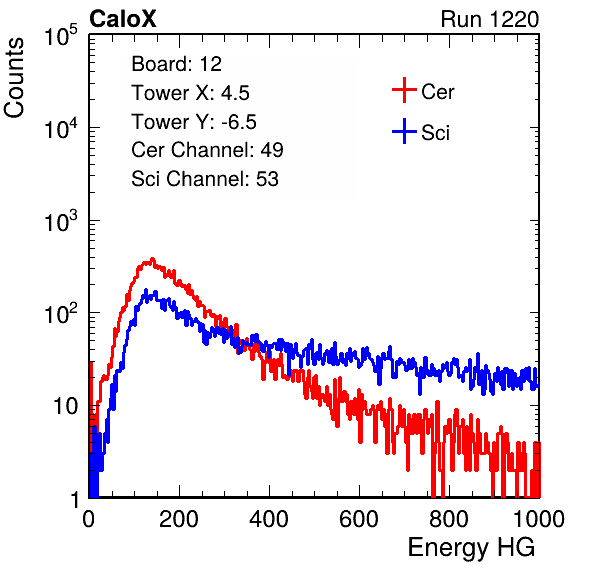 CaloX Run 1220
Counts
10^5
10^4
10^3
10^2
10
1
Board: 12
Tower X: 4.5
Tower Y: -6.5
Cer Channel: 49
Sci Channel: 53
Cer
Sci
0 200 400 600 800 1000
Energy HG